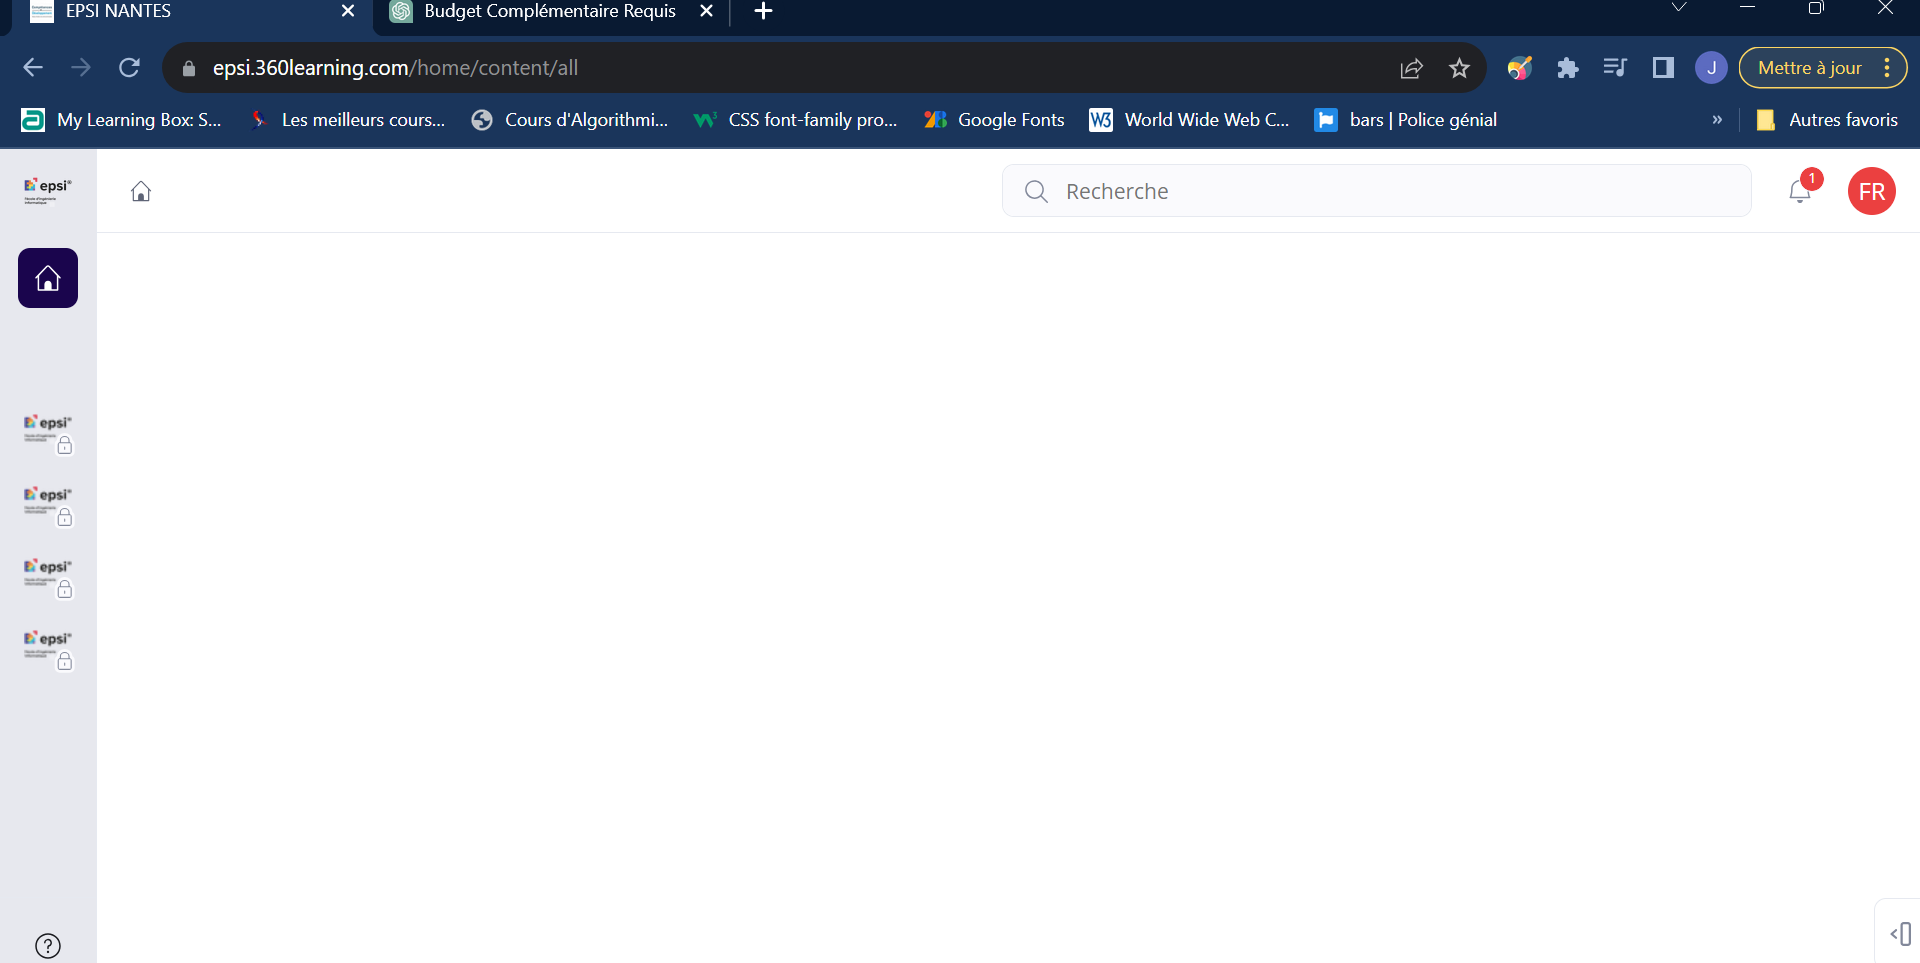 EPSI NANTES
Budget Complémentaire Requis
epsi.360learning.com/home/content/all
J
Mettre à jour
My Learning Box: S...
Les meilleurs cours...
Cours d'Algorithmi...
CSS font-family pro...
Google Fonts
World Wide Web C...
bars | Police génial
»
Autres favoris
epsi
Recherche
1
FR
epsi
epsi
epsi
epsi
?